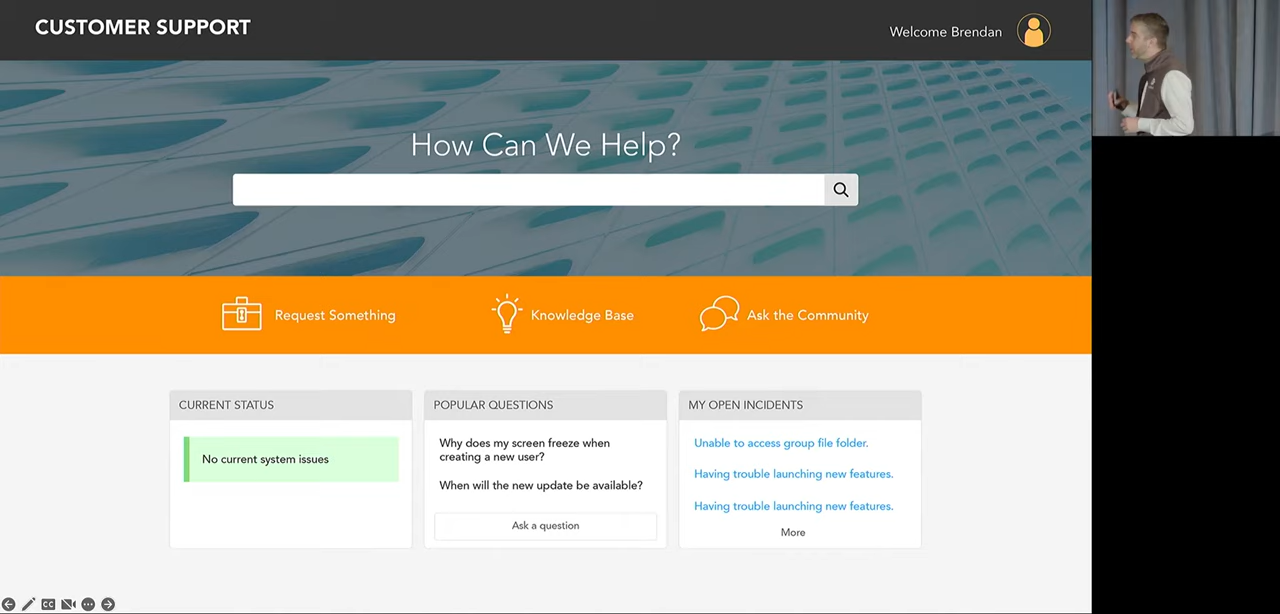 CUSTOMER SUPPORT
Welcome Brendan
How Can We Help?
Request Something
Knowledge Base
Ask the Community
CURRENT STATUS
No current system issues
POPULAR QUESTIONS
Why does my screen freeze when
creating a new user?
When will the new update be available?
Ask a question
MY OPEN INCIDENTS
Unable to access group file folder.
Having trouble launching new features.
Having trouble launching new features.
More
CC